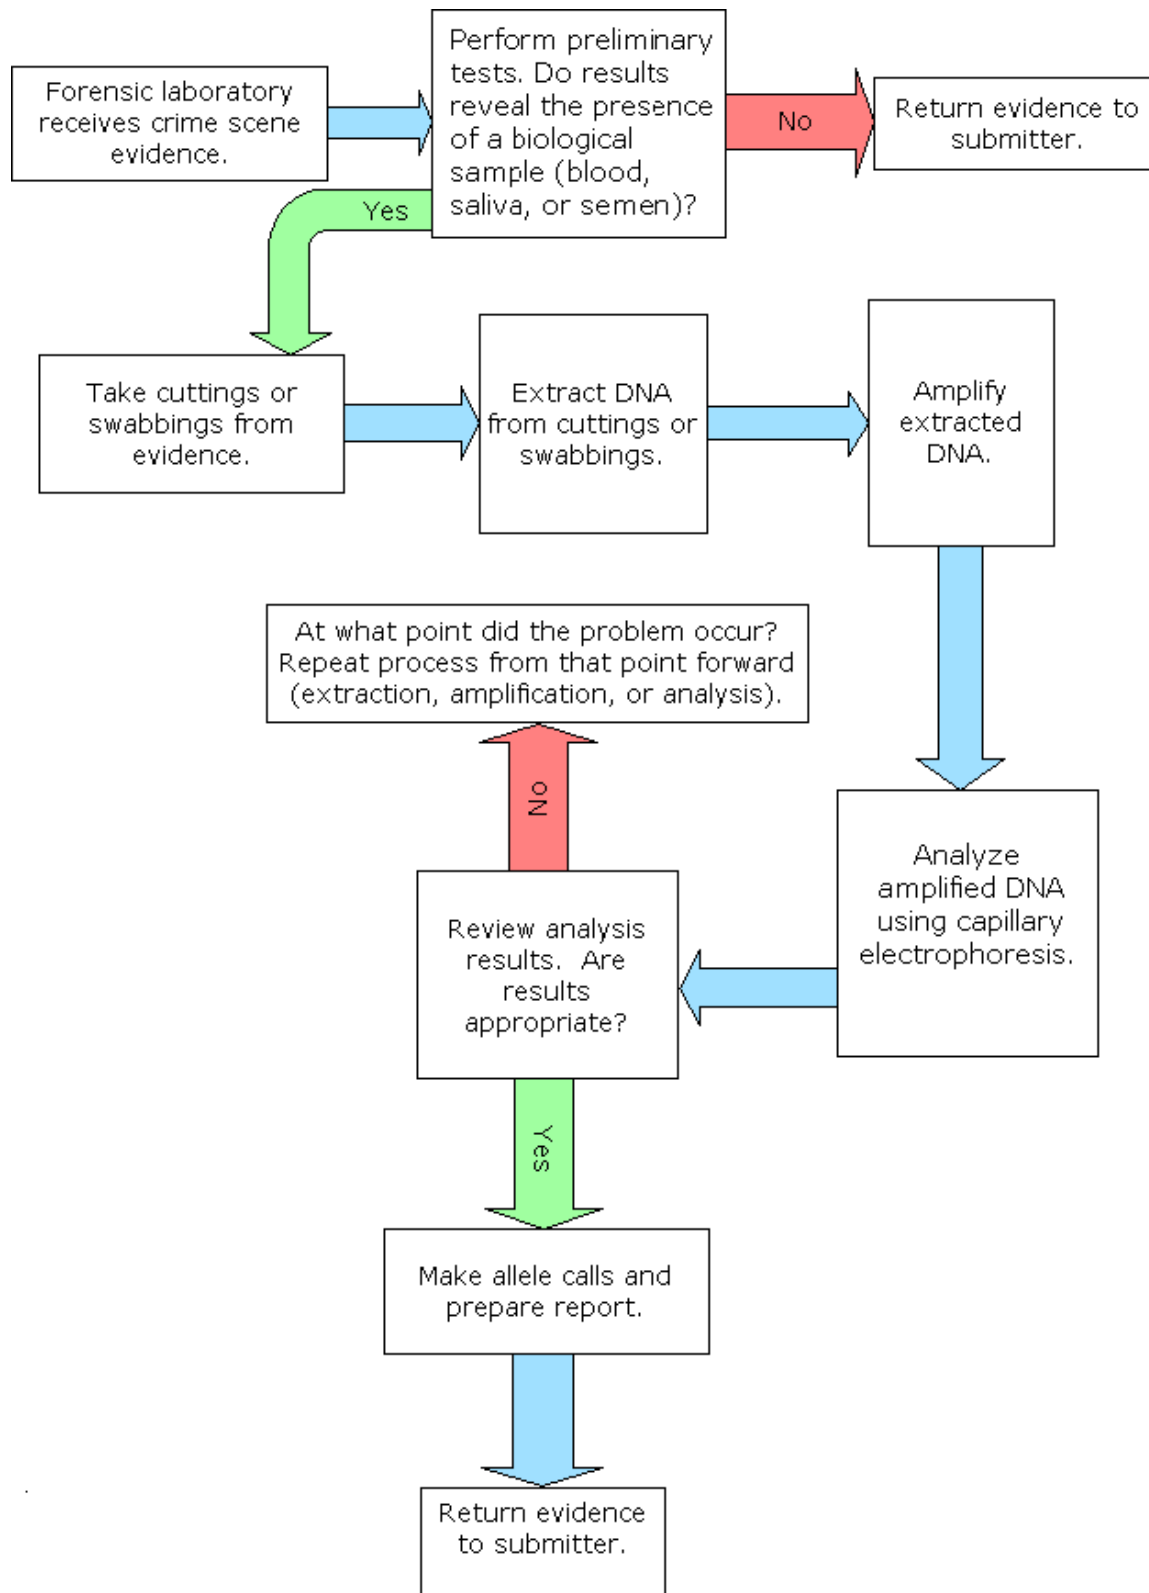 Forensic laboratory
receives crime scene
evidence.
Perform preliminary
tests. Do results
reveal the presence
of a biological
sample (blood,
saliva, or semen)?
No
Return evidence to
submitter.
Yes
Take cuttings or
swabbings from
evidence.
Extract DNA
from cuttings or
swabbings.
Amplify
extracted
DNA.
Analyze
amplified DNA
using capillary
electrophoresis.
Review analysis
results.  Are
results
appropriate?
No
At what point did the problem occur?
Repeat process from that point forward
(extraction, amplification, or analysis).
Yes
Make allele calls and
prepare report.
Return evidence
to submitter.